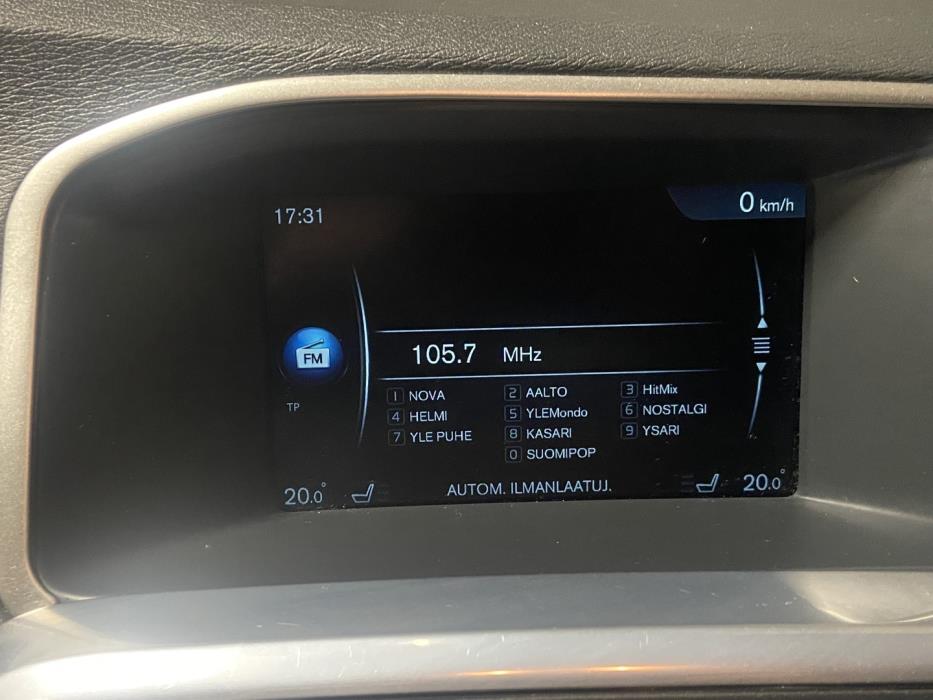 17:31
0 km/h
FM
105.7 MHz
TP
1 NOVA 2 AALTO 3 HitMix
4 HELMI 5 YLEMondo 6 NOSTALGI
7 YLE PUHE 8 KASARI 9 YSARI
0 SUOMIPOP
20.0° AUTOM. ILMANLAATUJ. 20.0°